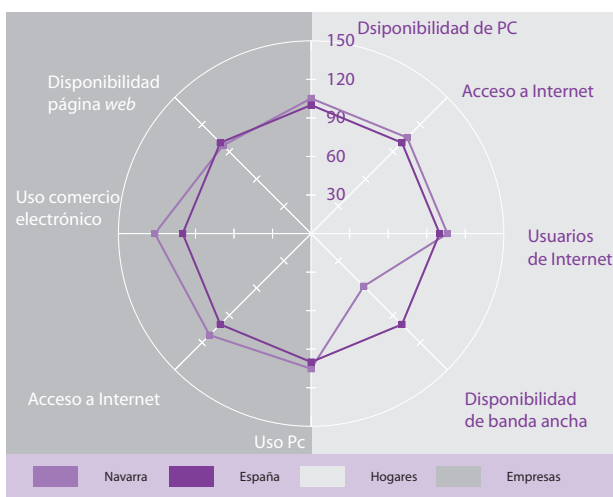 150
Dsiponibilidad de PC
120
Acceso a Internet
90
60
30
Disponibilidad
página web
Uso comercio
electrónico
Usuarios
de Internet
Acceso a Internet
Disponibilidad
de banda ancha
Uso Pc
Navarra
España
Hogares
Empresas